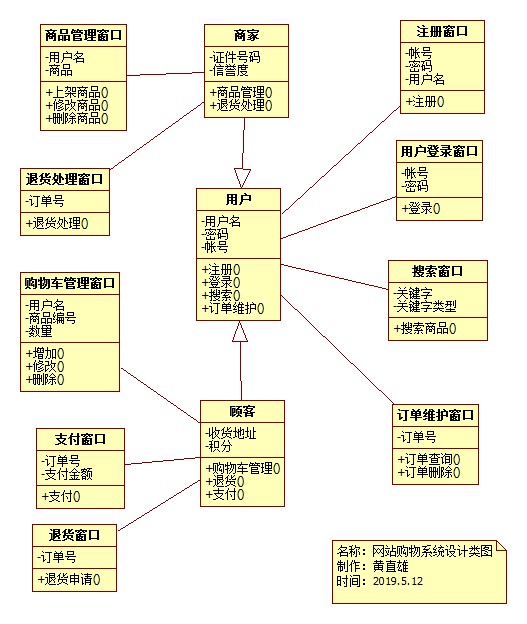 商品管理窗口
-用户名
-商品
+上架商品()
+修改商品()
+删除商品()
商家
-证件号码
-信誉度
+商品管理()
+退货处理()
注册窗口
-帐号
-密码
-用户名
+注册()
退货处理窗口
-订单号
+退货处理()
用户
-用户名
-密码
-帐号
+注册()
+登录()
+搜索()
+订单维护()
用户登录窗口
-帐号
-密码
+登录()
搜索窗口
-关键字
-关键字类型
+搜索商品()
购物车管理窗口
-用户名
-商品编号
-数量
+增加()
+修改()
+删除()
支付窗口
-订单号
-支付金额
+支付()
顾客
-收货地址
-积分
+购物车管理()
+退货()
+支付()
订单维护窗口
-订单号
+订单查询()
+订单删除()
退货窗口
-订单号
+退货申请()
名称：网站购物系统设计类图
制作：黄直雄
时间：2019.5.12